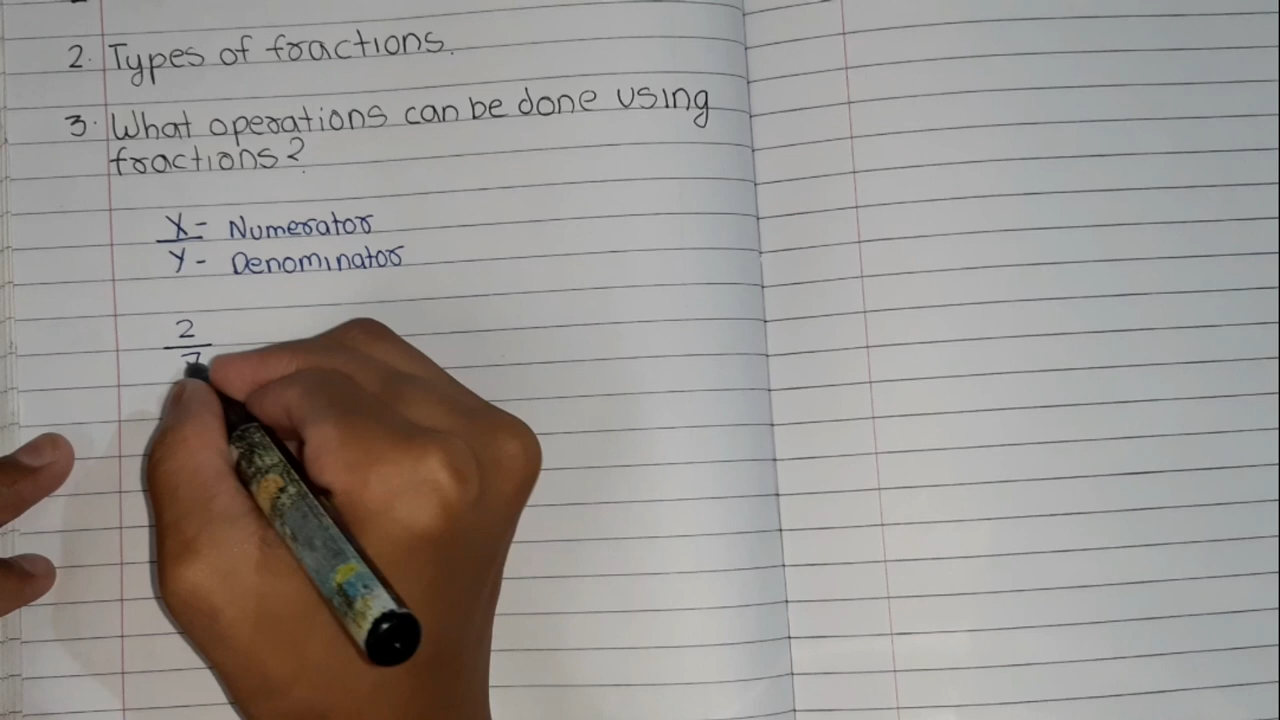 2. Types of fractions.
3. What operations can be done using
fractions?
X - Numerator
Y - Denominator
2